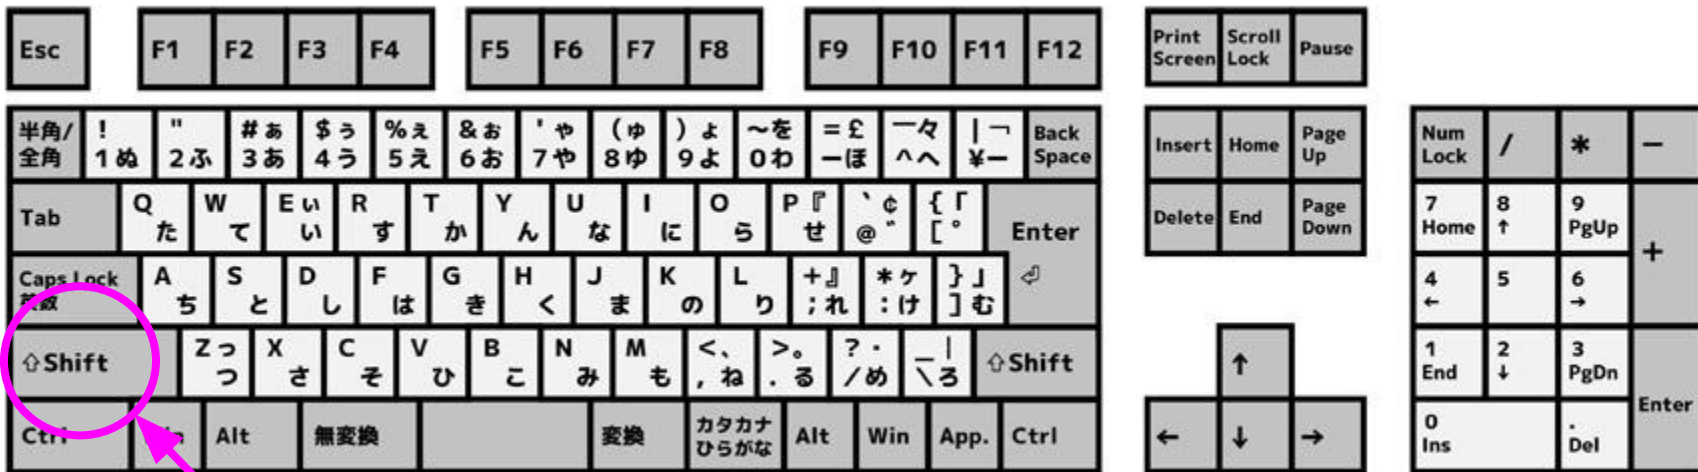 Esc F1 F2 F3 F4 F5 F6 F7 F8 F9 F10 F11 F12 Print Screen Scroll Lock Pause
半角/ ! " #ぁ $ぅ %ぇ &ぉ 'ゃ (ゅ )ょ ～を =£ ￣々 |￢ Back
全角 1ぬ 2ふ 3あ 4う 5え 6お 7や 8ゆ 9よ 0わ ーほ ^へ ¥ー Space
Insert Home Page Up Num Lock / * −
Tab Q W Eぃ R T Y U I O P『 `¢ {「 Enter
た て い す か ん な に ら せ @゛ [゜
Delete End Page Down 7 Home 8 ↑ 9 PgUp +
Caps Lock A S D F G H J K L +』 *ヶ }」
英数 ち と し は き く ま の り ;れ :け ]む
4 ← 5 6 →
⇧Shift Zっ X C V B N M <、 >。 ?・ _| ⇧Shift
つ さ そ ひ こ み も ,ね .る /め \ろ
↑ 1 End 2 ↓ 3 PgDn Enter
Ctrl Win Alt 無変換 変換 カタカナ ひらがな Alt Win App. Ctrl
← ↓ → 0 Ins . Del